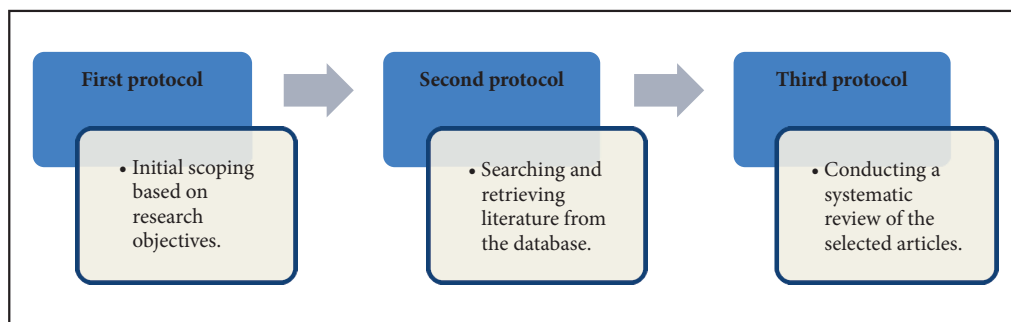 First protocol
• Initial scoping
based on
research
objectives.
Second protocol
• Searching and
retrieving
literature from
the database.
Third protocol
• Conducting a
systematic
review of the
selected articles.